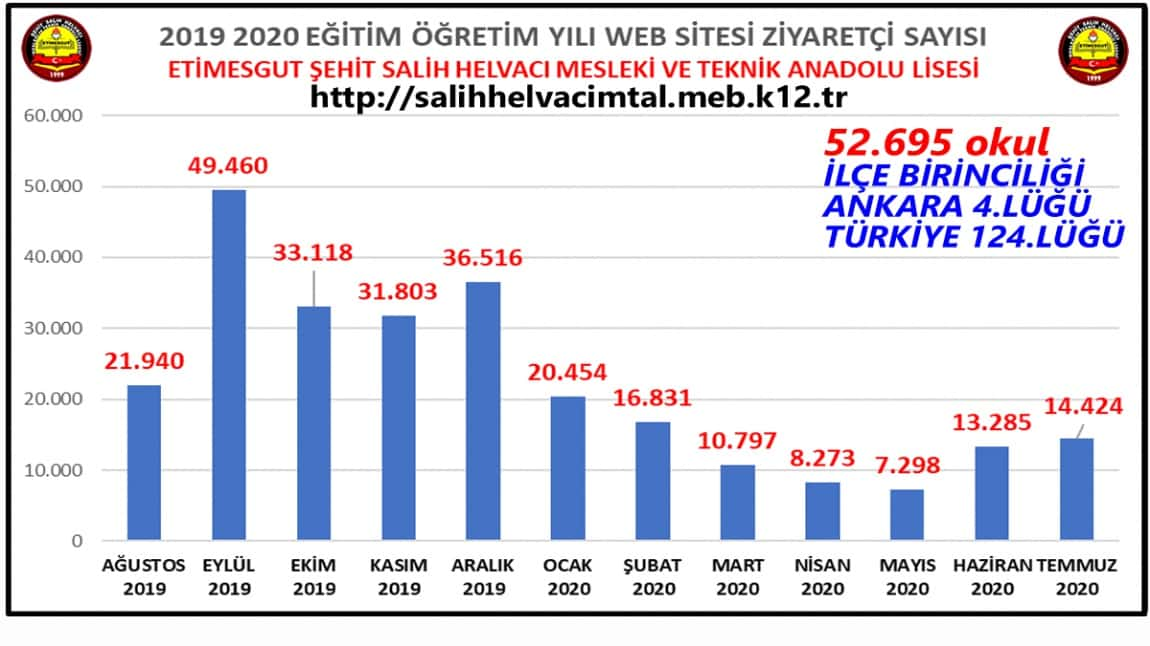 2019 2020 EĞİTİM ÖĞRETİM YILI WEB SİTESİ ZİYARETÇİ SAYISI
ETİMESGUT ŞEHİT SALİH HELVACI MESLEKİ VE TEKNİK ANADOLU LİSESİ
http://salihhelvacimtal.meb.k12.tr
52.695 okul
İLÇE BİRİNCİLİĞİ
ANKARA 4.LÜĞÜ
TÜRKİYE 124.LÜĞÜ
60.000
50.000
40.000
30.000
20.000
10.000
0
21.940
49.460
33.118
31.803
36.516
20.454
16.831
10.797
8.273
7.298
13.285
14.424
AĞUSTOS 2019
EYLÜL 2019
EKİM 2019
KASIM 2019
ARALIK 2019
OCAK 2020
ŞUBAT 2020
MART 2020
NİSAN 2020
MAYIS 2020
HAZİRAN 2020
TEMMUZ 2020
ETİMESGUT
1999
ETİMESGUT
1999